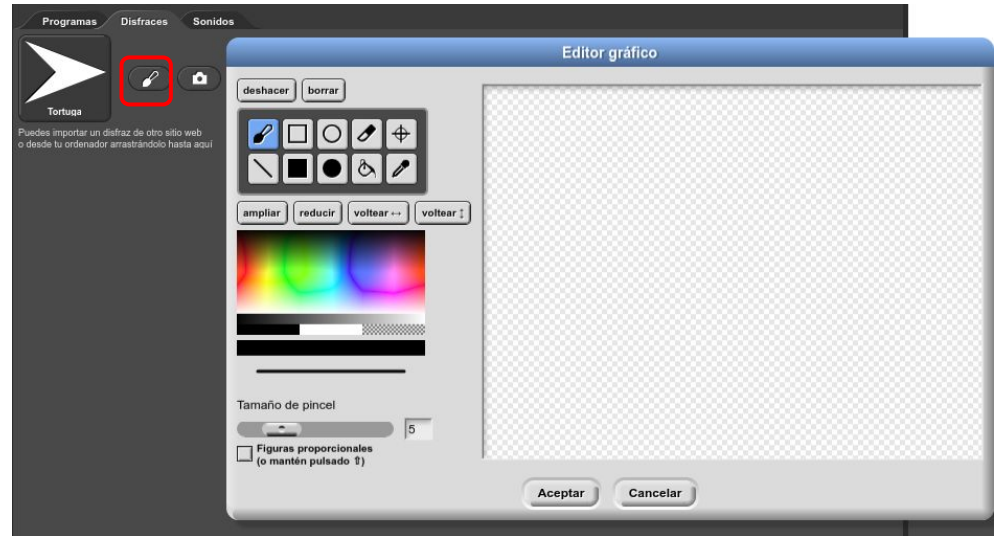 Programas Disfraces Sonidos
Tortuga
Puedes importar un disfraz de otro sitio web
o desde tu ordenador arrastrándolo hasta aquí
Editor gráfico
deshacer borrar
ampliar reducir voltear ↔ voltear ↕
Tamaño de pincel
5
Figuras proporcionales
(o mantén pulsado ⇧)
Aceptar Cancelar